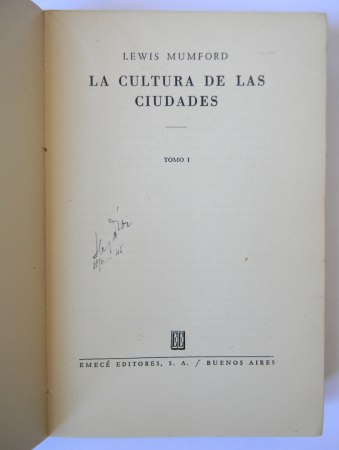 LEWIS MUMFORD
LA CULTURA DE LAS
CIUDADES
TOMO I
EMECÉ EDITORES, S. A. / BUENOS AIRES